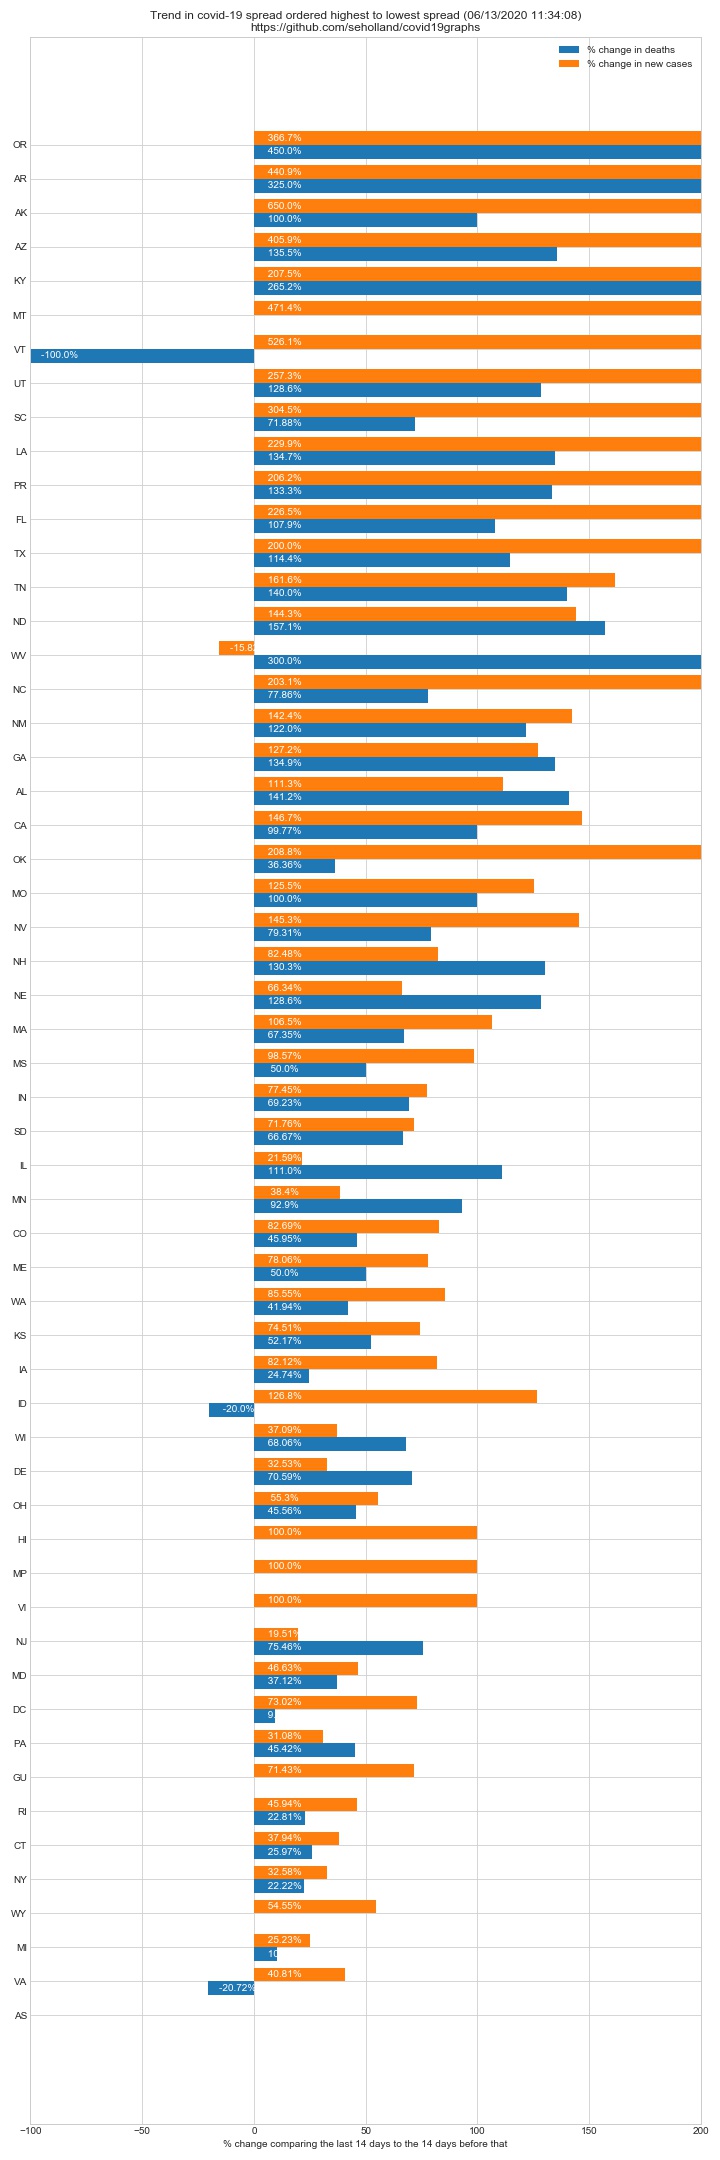 Trend in covid-19 spread ordered highest to lowest spread (06/13/2020 11:34:08)
https://github.com/seholland/covid19graphs
% change in deaths
% change in new cases
OR
366.7%
450.0%
AR
440.9%
325.0%
AK
650.0%
100.0%
AZ
405.9%
135.5%
KY
207.5%
265.2%
MT
471.4%
VT
526.1%
-100.0%
UT
257.3%
128.6%
SC
304.5%
71.88%
LA
229.9%
134.7%
PR
206.2%
133.3%
FL
226.5%
107.9%
TX
200.0%
114.4%
TN
161.6%
140.0%
ND
144.3%
157.1%
WV
-15.8
300.0%
NC
203.1%
77.86%
NM
142.4%
122.0%
GA
127.2%
134.9%
AL
111.3%
141.2%
CA
146.7%
99.77%
OK
208.8%
36.36%
MO
125.5%
100.0%
NV
145.3%
79.31%
NH
82.48%
130.3%
NE
66.34%
128.6%
MA
106.5%
67.35%
MS
98.57%
50.0%
IN
77.45%
69.23%
SD
71.76%
66.67%
IL
21.59%
111.0%
MN
38.4%
92.9%
CO
82.69%
45.95%
ME
78.06%
50.0%
WA
85.55%
41.94%
KS
74.51%
52.17%
IA
82.12%
24.74%
ID
126.8%
-20.0%
WI
37.09%
68.06%
DE
32.53%
70.59%
OH
55.3%
45.56%
HI
100.0%
MP
100.0%
VI
100.0%
NJ
19.51%
75.46%
MD
46.63%
37.12%
DC
73.02%
9.
PA
31.08%
45.42%
GU
71.43%
RI
45.94%
22.81%
CT
37.94%
25.97%
NY
32.58%
22.22%
WY
54.55%
MI
25.23%
10
VA
40.81%
-20.72%
AS
−100 −50 0 50 100 150 200
% change comparing the last 14 days to the 14 days before that